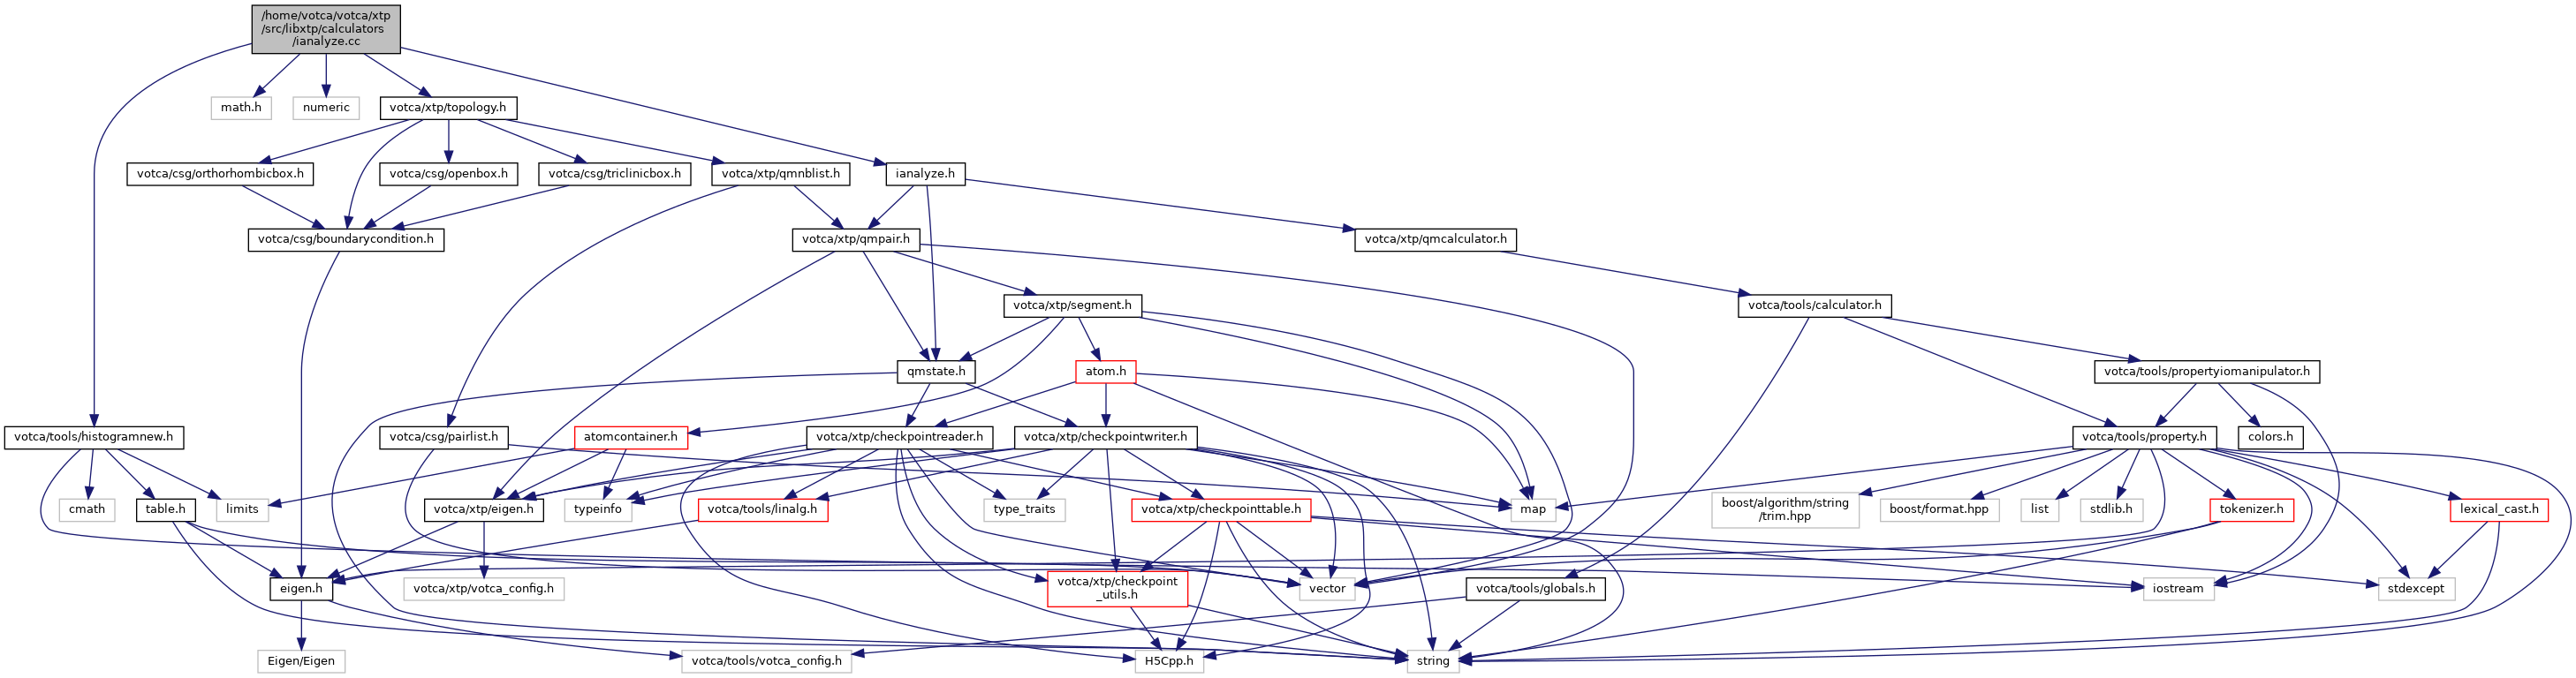 /home/votca/votca/xtp
/src/libxtp/calculators
/ianalyze.cc
math.h
numeric
votca/xtp/topology.h
votca/csg/orthorhombicbox.h
votca/csg/openbox.h
votca/csg/triclinicbox.h
votca/xtp/qmnblist.h
ianalyze.h
votca/csg/boundarycondition.h
votca/xtp/qmpair.h
votca/xtp/qmcalculator.h
votca/xtp/segment.h
votca/tools/calculator.h
qmstate.h
atom.h
votca/tools/propertyiomanipulator.h
votca/tools/histogramnew.h
votca/csg/pairlist.h
atomcontainer.h
votca/xtp/checkpointreader.h
votca/xtp/checkpointwriter.h
votca/tools/property.h
colors.h
cmath
table.h
limits
votca/xtp/eigen.h
typeinfo
votca/tools/linalg.h
type_traits
votca/xtp/checkpointtable.h
map
boost/algorithm/string
/trim.hpp
boost/format.hpp
list
stdlib.h
tokenizer.h
lexical_cast.h
eigen.h
votca/xtp/votca_config.h
votca/xtp/checkpoint
_utils.h
vector
votca/tools/globals.h
iostream
stdexcept
Eigen/Eigen
votca/tools/votca_config.h
H5Cpp.h
string